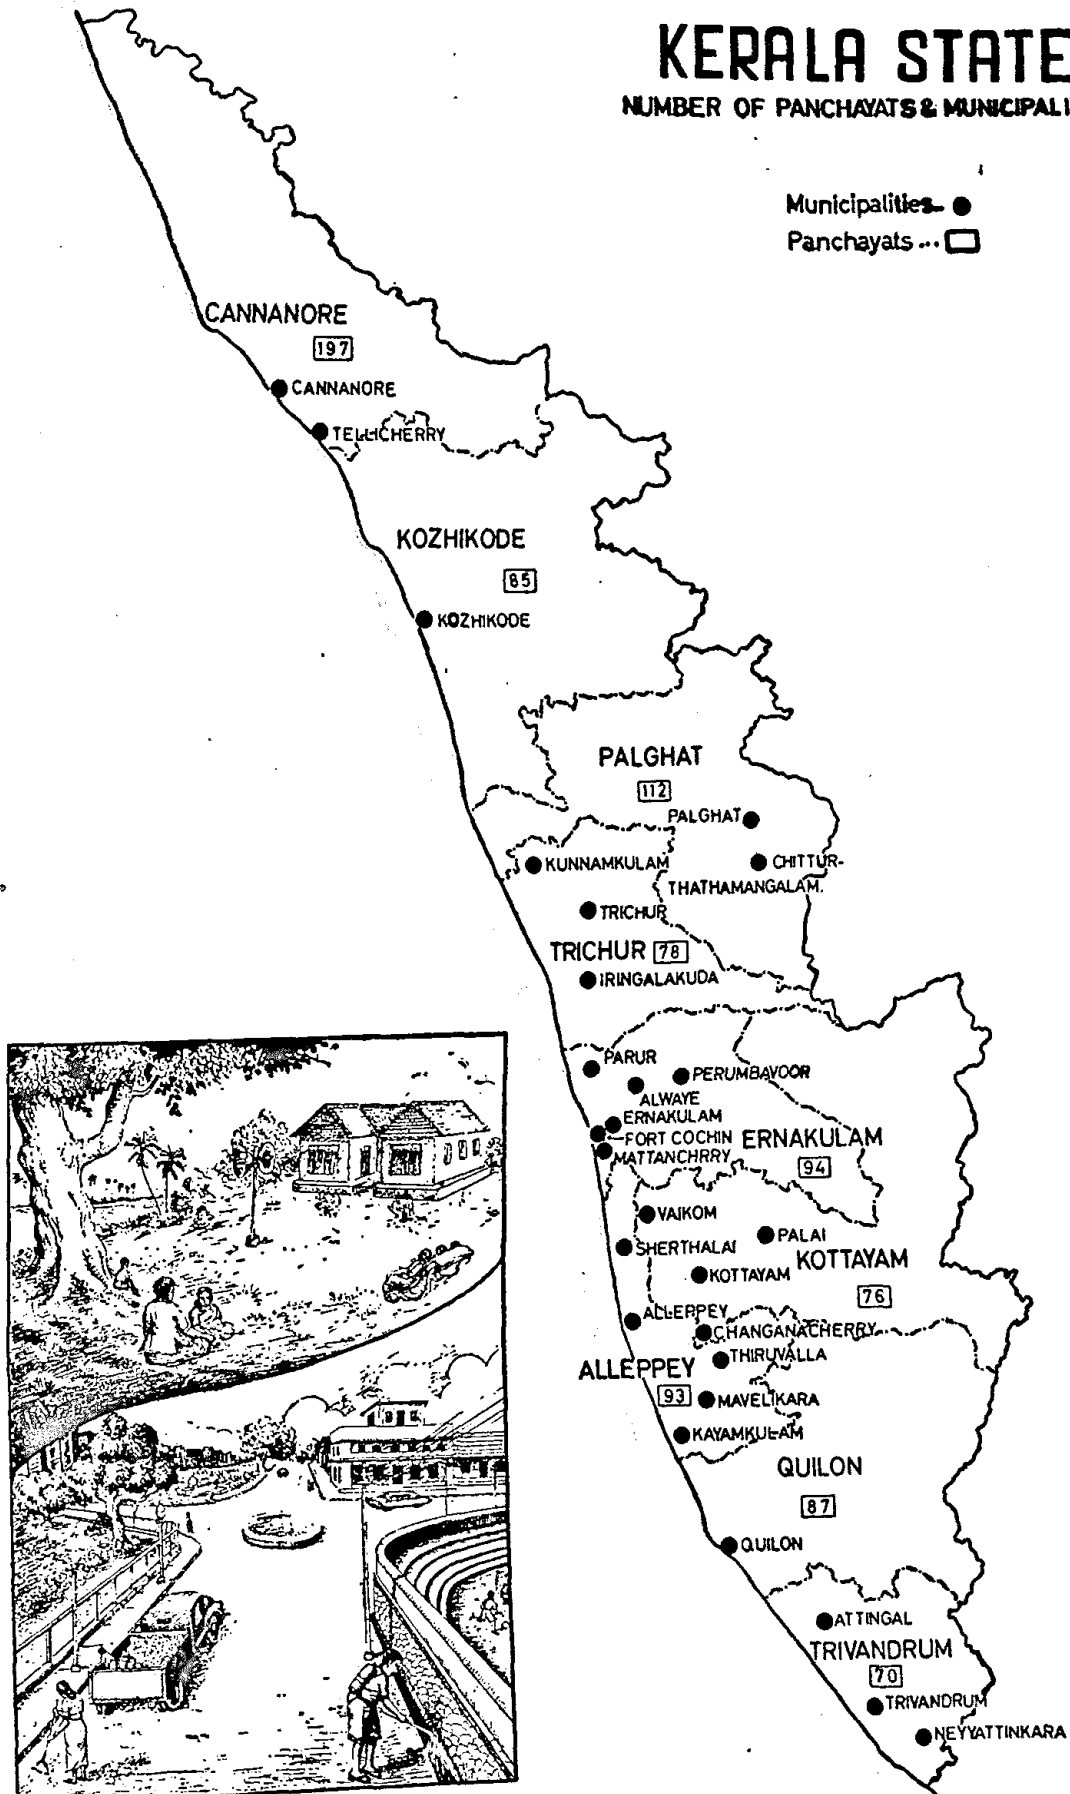 KERALA STATE
NUMBER OF PANCHAYATS & MUNICIPALI
Municipalities
Panchayats ...
CANNANORE
197
CANNANORE
TELLICHERRY
KOZHIKODE
85
KOZHIKODE
PALGHAT
112
PALGHAT
KUNNAMKULAM
CHITTUR-
THATHAMANGALAM.
TRICHUR
TRICHUR 78
IRINGALAKUDA
PARUR
PERUMBAVOOR
ALWAYE
ERNAKULAM
FORT COCHIN
ERNAKULAM
MATTANCHRRY
94
VAIKOM
PALAI
SHERTHALAI
KOTTAYAM
KOTTAYAM
76
ALLEPPEY
CHANGANACHERRY
THIRUVALLA
ALLEPPEY
93
MAVELIKARA
KAYAMKULAM
QUILON
87
QUILON
ATTINGAL
TRIVANDRUM
70
TRIVANDRUM
NEYYATTINKARA